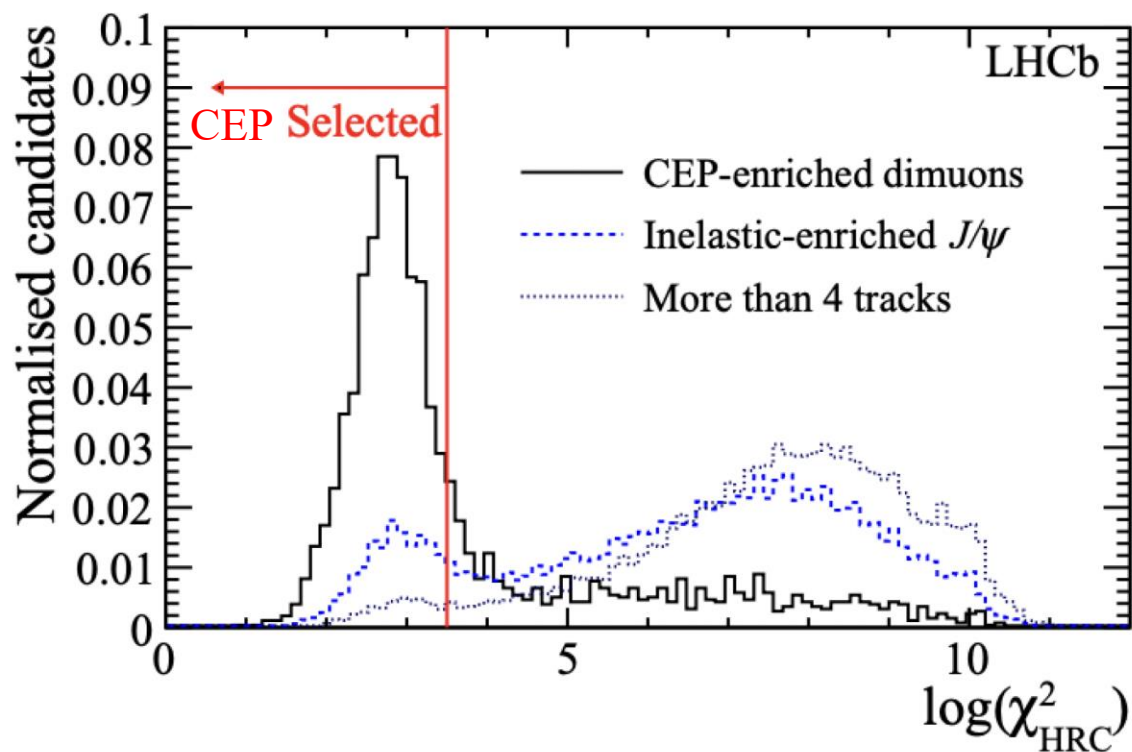 Normalised candidates
0.1
0.09
0.08
0.07
0.06
0.05
0.04
0.03
0.02
0.01
0
LHCb
CEP Selected
CEP-enriched dimuons
Inelastic-enriched J/ψ
More than 4 tracks
0 5 10
log(χ²HRC)